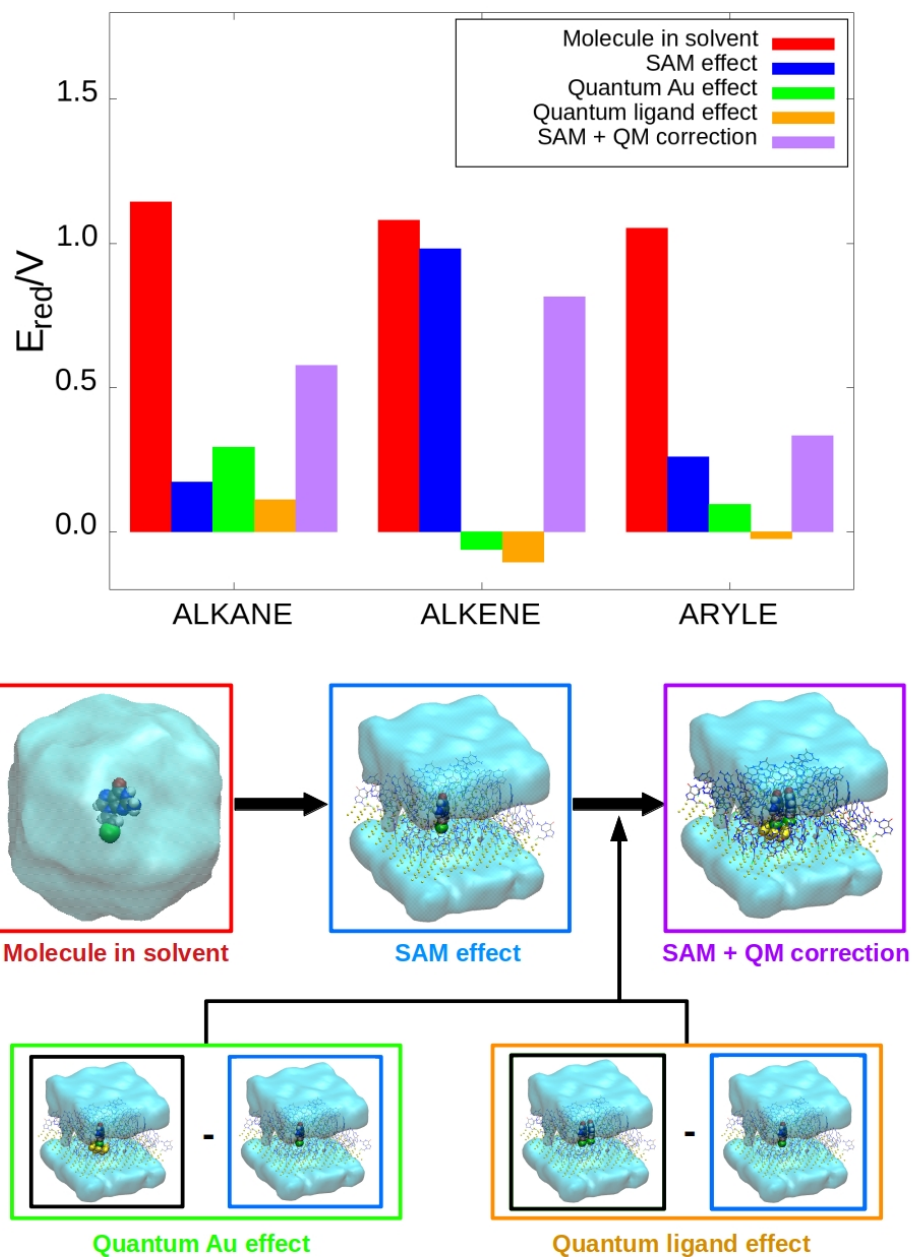 Molecule in solvent
SAM effect
Quantum Au effect
Quantum ligand effect
SAM + QM correction
1.5
1.0
0.5
0.0
E_red/V
ALKANE ALKENE ARYLE
Molecule in solvent SAM effect SAM + QM correction
- -
Quantum Au effect Quantum ligand effect